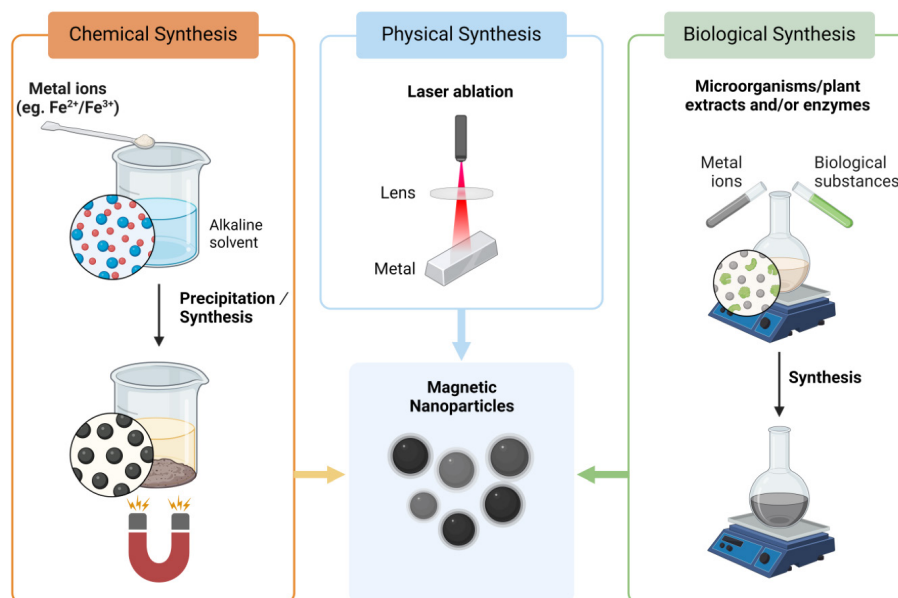 Chemical Synthesis
Metal ions
(eg. Fe²⁺/Fe³⁺)
Alkaline
solvent
Precipitation /
Synthesis
Physical Synthesis
Laser ablation
Lens
Metal
Magnetic
Nanoparticles
Biological Synthesis
Microorganisms/plant
extracts and/or enzymes
Metal
ions
Biological
substances
Synthesis